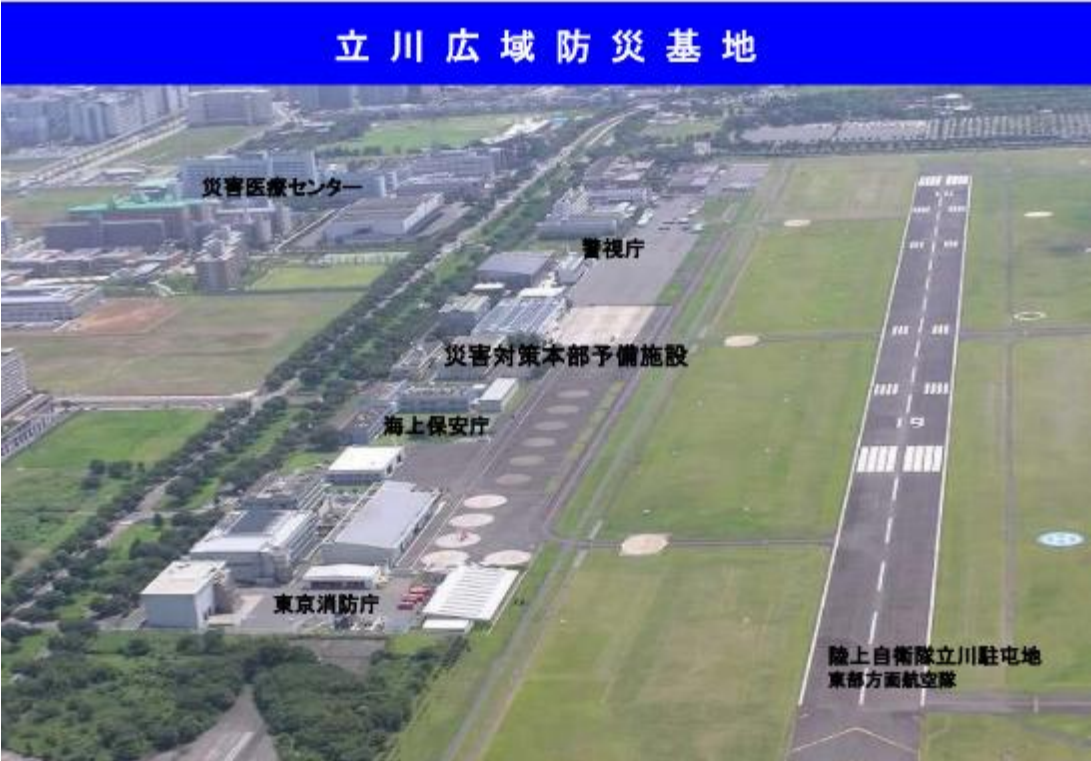 立川広域防災基地
災害医療センター
警視庁
災害対策本部予備施設
海上保安庁
東京消防庁
19
陸上自衛隊立川駐屯地
東部方面航空隊